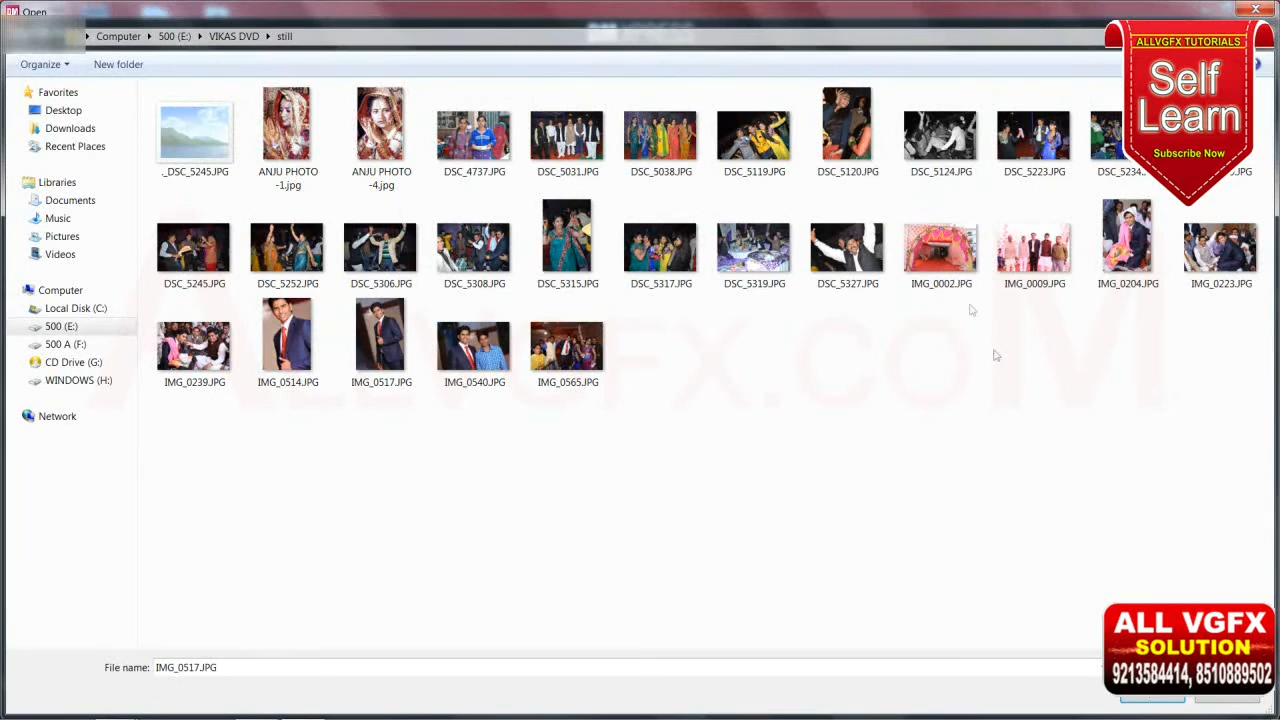 Open
Computer ▸ 500 (E:) ▸ VIKAS DVD ▸ still
Organize
New folder
Favorites
Desktop
Downloads
Recent Places
Libraries
Documents
Music
Pictures
Videos
Computer
Local Disk (C:)
500 (E:)
500 A (F:)
CD Drive (G:)
WINDOWS (H:)
Network
._DSC_5245.JPG
ANJU PHOTO
-1.jpg
ANJU PHOTO
-4.jpg
DSC_4737.JPG
DSC_5031.JPG
DSC_5038.JPG
DSC_5119.JPG
DSC_5120.JPG
DSC_5124.JPG
DSC_5223.JPG
DSC_5234
DSC_5245.JPG
DSC_5252.JPG
DSC_5306.JPG
DSC_5308.JPG
DSC_5315.JPG
DSC_5317.JPG
DSC_5319.JPG
DSC_5327.JPG
IMG_0002.JPG
IMG_0009.JPG
IMG_0204.JPG
IMG_0223.JPG
IMG_0239.JPG
IMG_0514.JPG
IMG_0517.JPG
IMG_0540.JPG
IMG_0565.JPG
ALLVGFX.COM
File name: IMG_0517.JPG
ALLVGFX TUTORIALS
Self
Learn
Subscribe Now
ALL VGFX
SOLUTION
9213584414, 8510889502